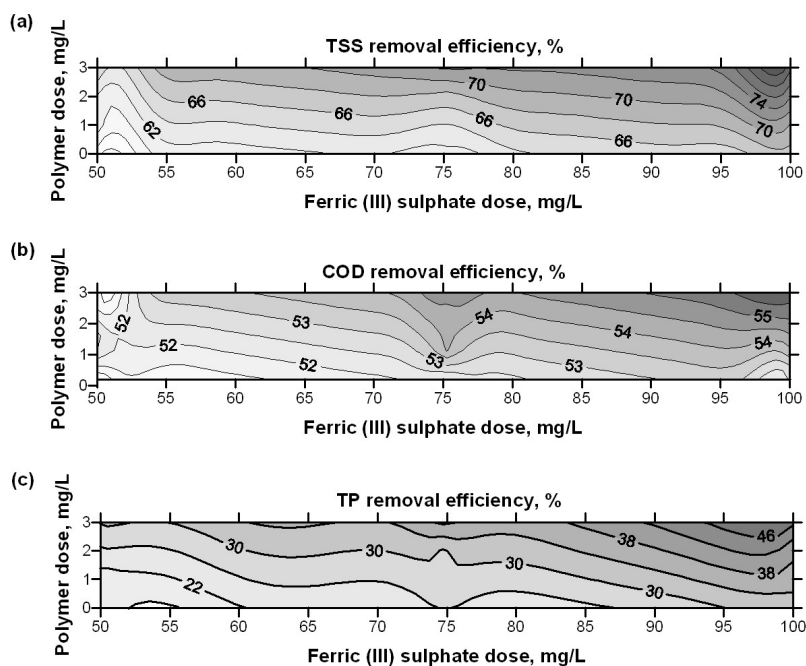 (a)
TSS removal efficiency, %
Polymer dose, mg/L
3
2
1
0
62
66
66
66
66
70
70
70
74
50 55 60 65 70 75 80 85 90 95 100
Ferric (III) sulphate dose, mg/L
(b)
COD removal efficiency, %
Polymer dose, mg/L
3
2
1
0
52
52
52
53
53
53
54
54
54
55
50 55 60 65 70 75 80 85 90 95 100
Ferric (III) sulphate dose, mg/L
(c)
TP removal efficiency, %
Polymer dose, mg/L
3
2
1
0
22
30
30
30
30
38
38
46
50 55 60 65 70 75 80 85 90 95 100
Ferric (III) sulphate dose, mg/L